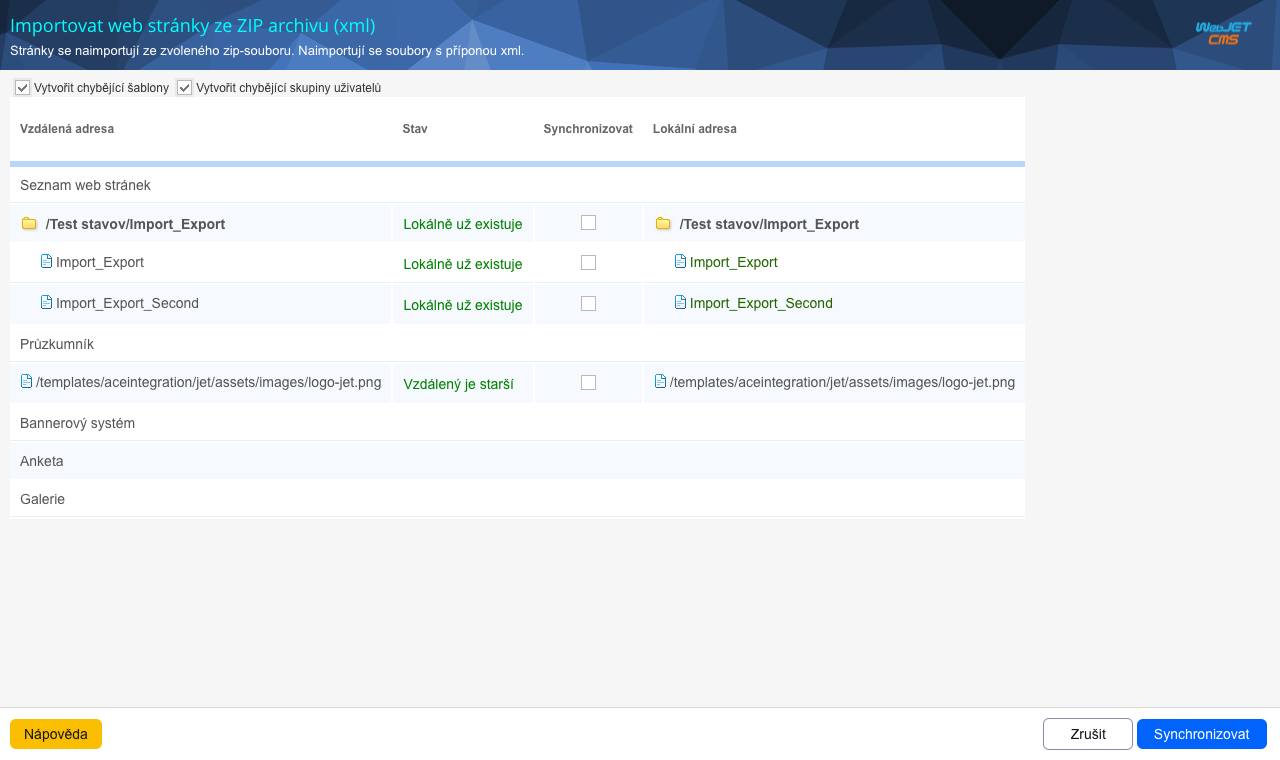 Importovat web stránky ze ZIP archivu (xml)
Stránky se naimportují ze zvoleného zip-souboru. Naimportují se soubory s příponou xml.
WebJET
CMS
Vytvořit chybějící šablony Vytvořit chybějící skupiny uživatelů
Vzdálená adresa Stav Synchronizovat Lokální adresa
Seznam web stránek
/Test stavov/Import_Export Lokálně už existuje /Test stavov/Import_Export
Import_Export Lokálně už existuje Import_Export
Import_Export_Second Lokálně už existuje Import_Export_Second
Průzkumník
/templates/aceintegration/jet/assets/images/logo-jet.png Vzdálený je starší /templates/aceintegration/jet/assets/images/logo-jet.png
Bannerový systém
Anketa
Galerie
Nápověda Zrušit Synchronizovat